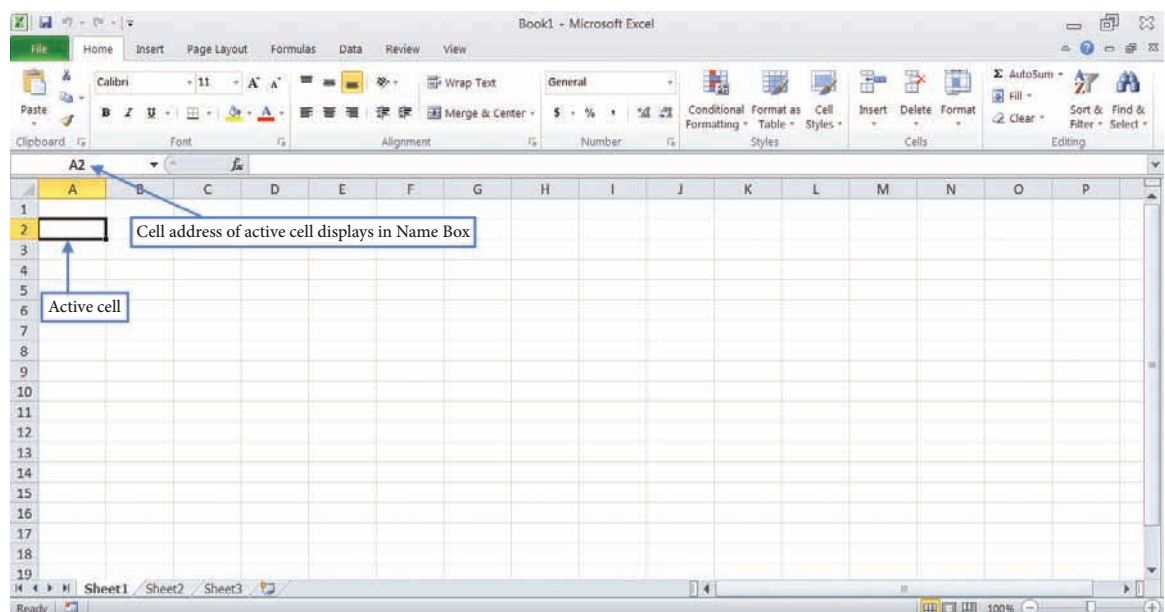 Book1 - Microsoft Excel
File Home Insert Page Layout Formulas Data Review View
Calibri 11 A A Wrap Text General Σ AutoSum
Fill
Paste B I U A Merge & Center $ % , Conditional Format as Cell Insert Delete Format Clear Sort & Find &
Formatting Table Styles Filter Select
Clipboard Font Alignment Number Styles Cells Editing
A2 fx
A B C D E F G H I J K L M N O P
1
2 Cell address of active cell displays in Name Box
3
4
5
6 Active cell
7
8
9
10
11
12
13
14
15
16
17
18
19
Sheet1 Sheet2 Sheet3
Ready 100%